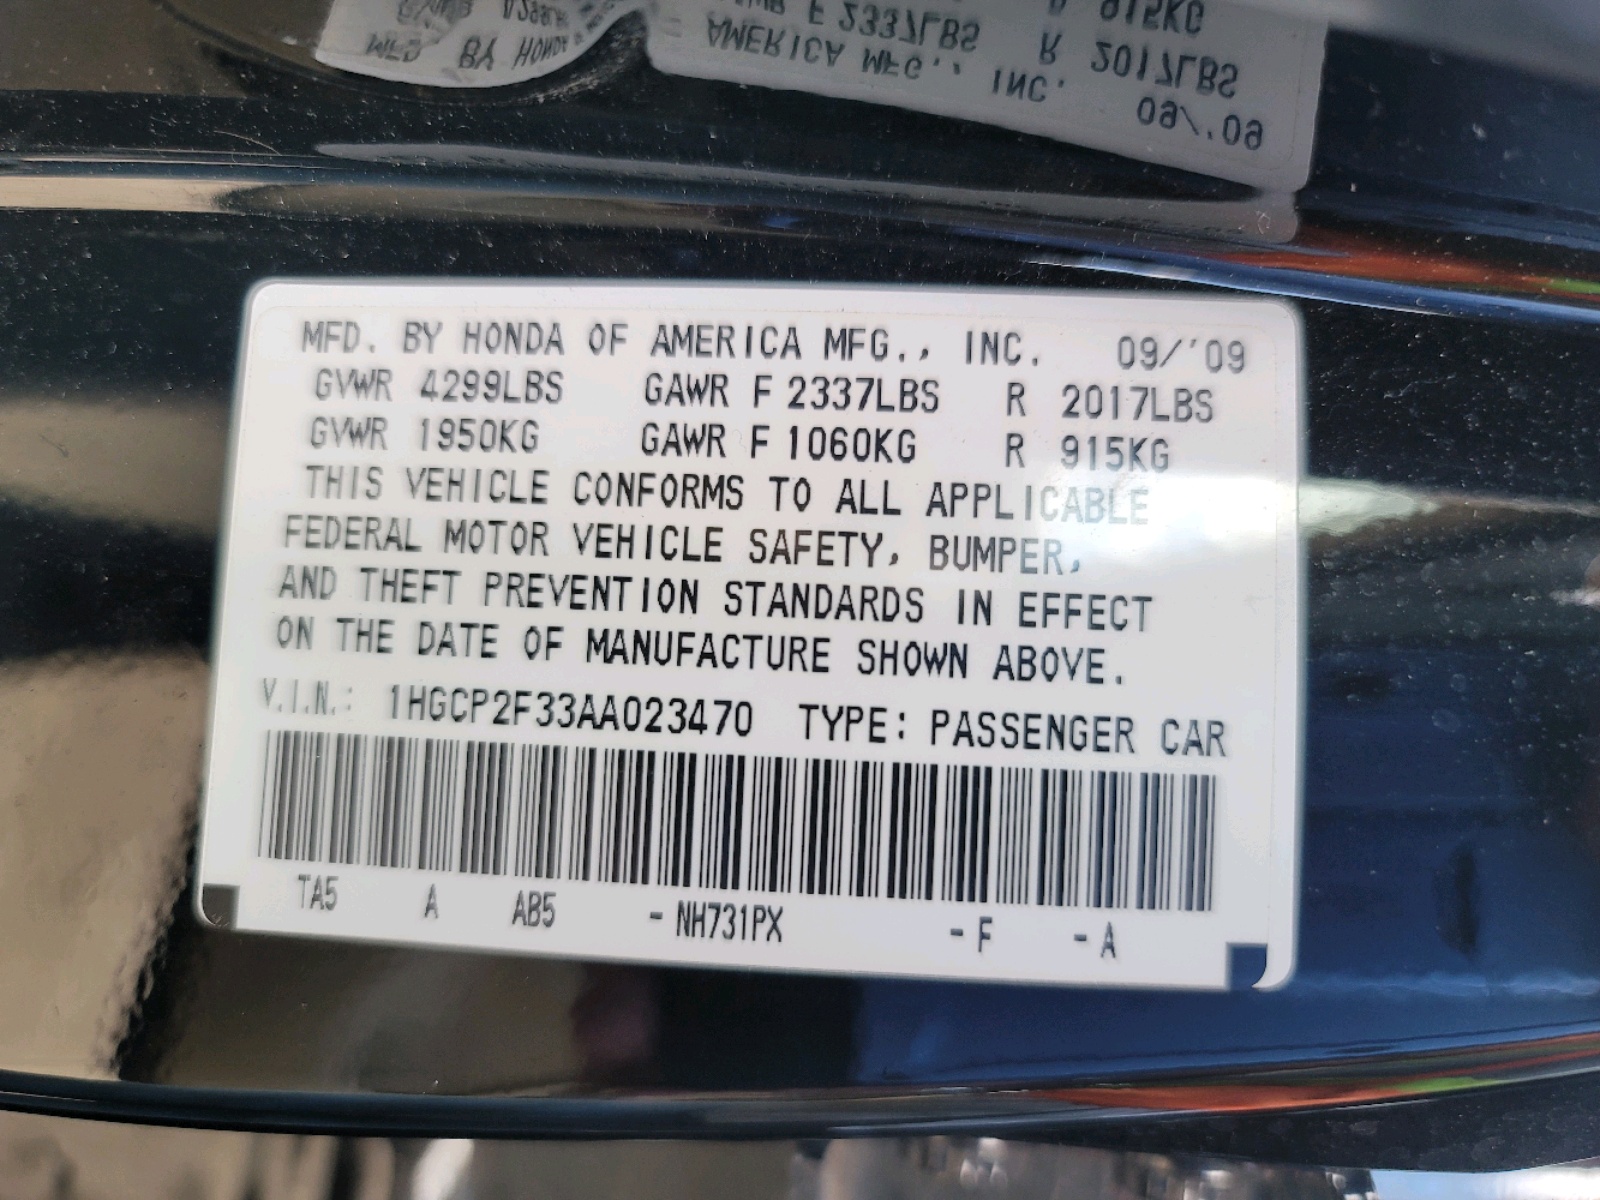 MFD. BY HONDA OF AMERICA MFG., INC. 09/'09
GVWR 4299LBS GAWR F 2337LBS R 2017LBS
GVWR 1950KG GAWR F 1060KG R 915KG
THIS VEHICLE CONFORMS TO ALL APPLICABLE
FEDERAL MOTOR VEHICLE SAFETY, BUMPER,
AND THEFT PREVENTION STANDARDS IN EFFECT
ON THE DATE OF MANUFACTURE SHOWN ABOVE.
V.I.N.: 1HGCP2F33AA023470 TYPE: PASSENGER CAR
TA5 A AB5 -NH731PX -F -A